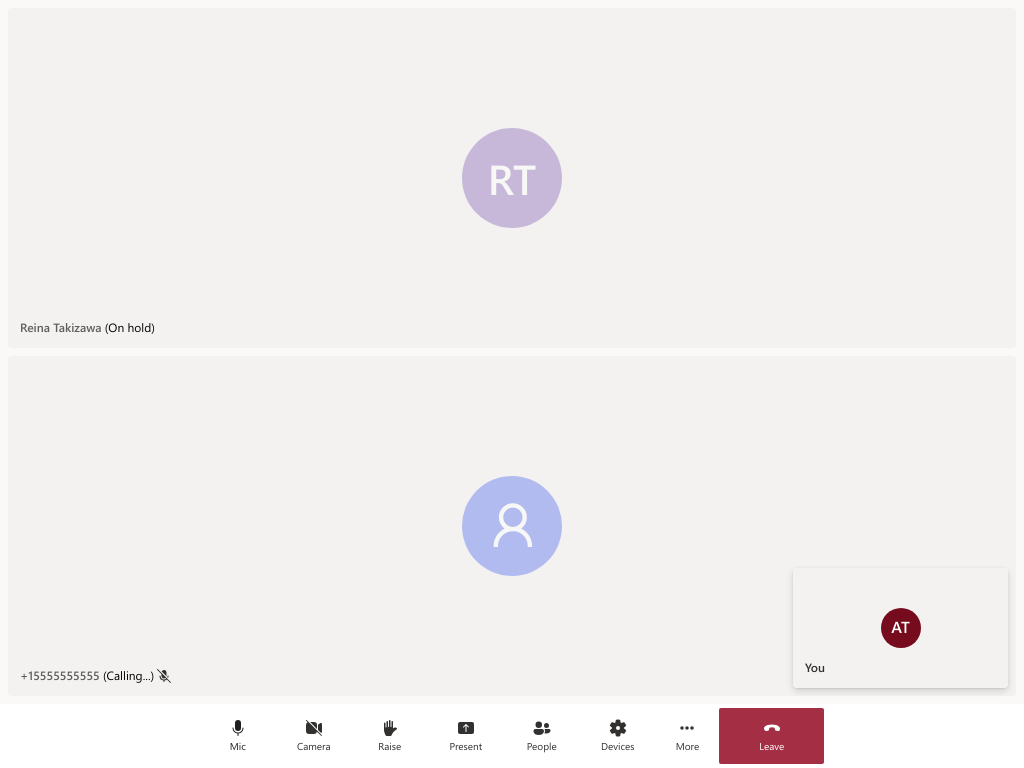 RT
Reina Takizawa (On hold)
+15555555555 (Calling...)
AT
You
Mic
Camera
Raise
Present
People
Devices
More
Leave